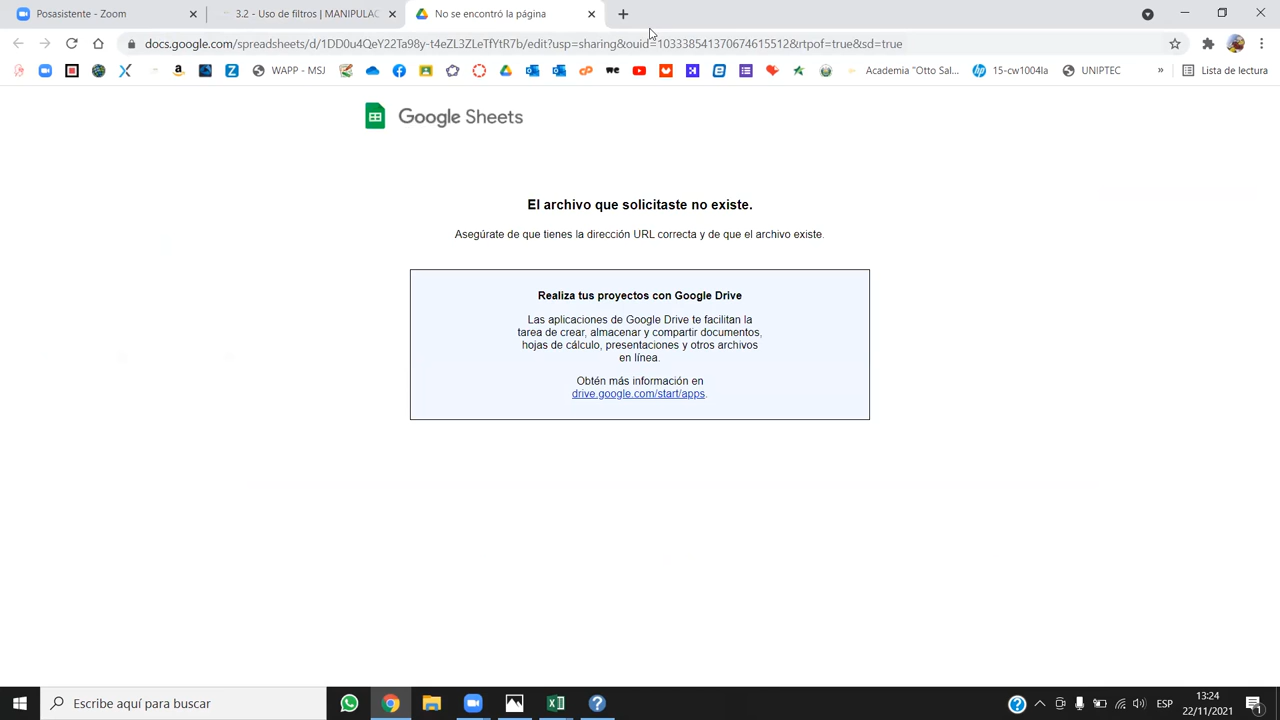 Posasistente - Zoom
3.2 - Uso de filtros | MANIPULAC
No se encontró la página
docs.google.com/spreadsheets/d/1DD0u4QeY22Ta98y-t4eZL3ZLeTfYtR7b/edit?usp=sharing&ouid=103338541370674615512&rtpof=true&sd=true
WAPP - MSJ
Academia "Otto Sal...
15-cw1004la
UNIPTEC
»
Lista de lectura
Google Sheets
El archivo que solicitaste no existe.
Asegúrate de que tienes la dirección URL correcta y de que el archivo existe.
Realiza tus proyectos con Google Drive
Las aplicaciones de Google Drive te facilitan la
tarea de crear, almacenar y compartir documentos,
hojas de cálculo, presentaciones y otros archivos
en línea.
Obtén más información en
drive.google.com/start/apps.
Escribe aquí para buscar
ESP
13:24
22/11/2021